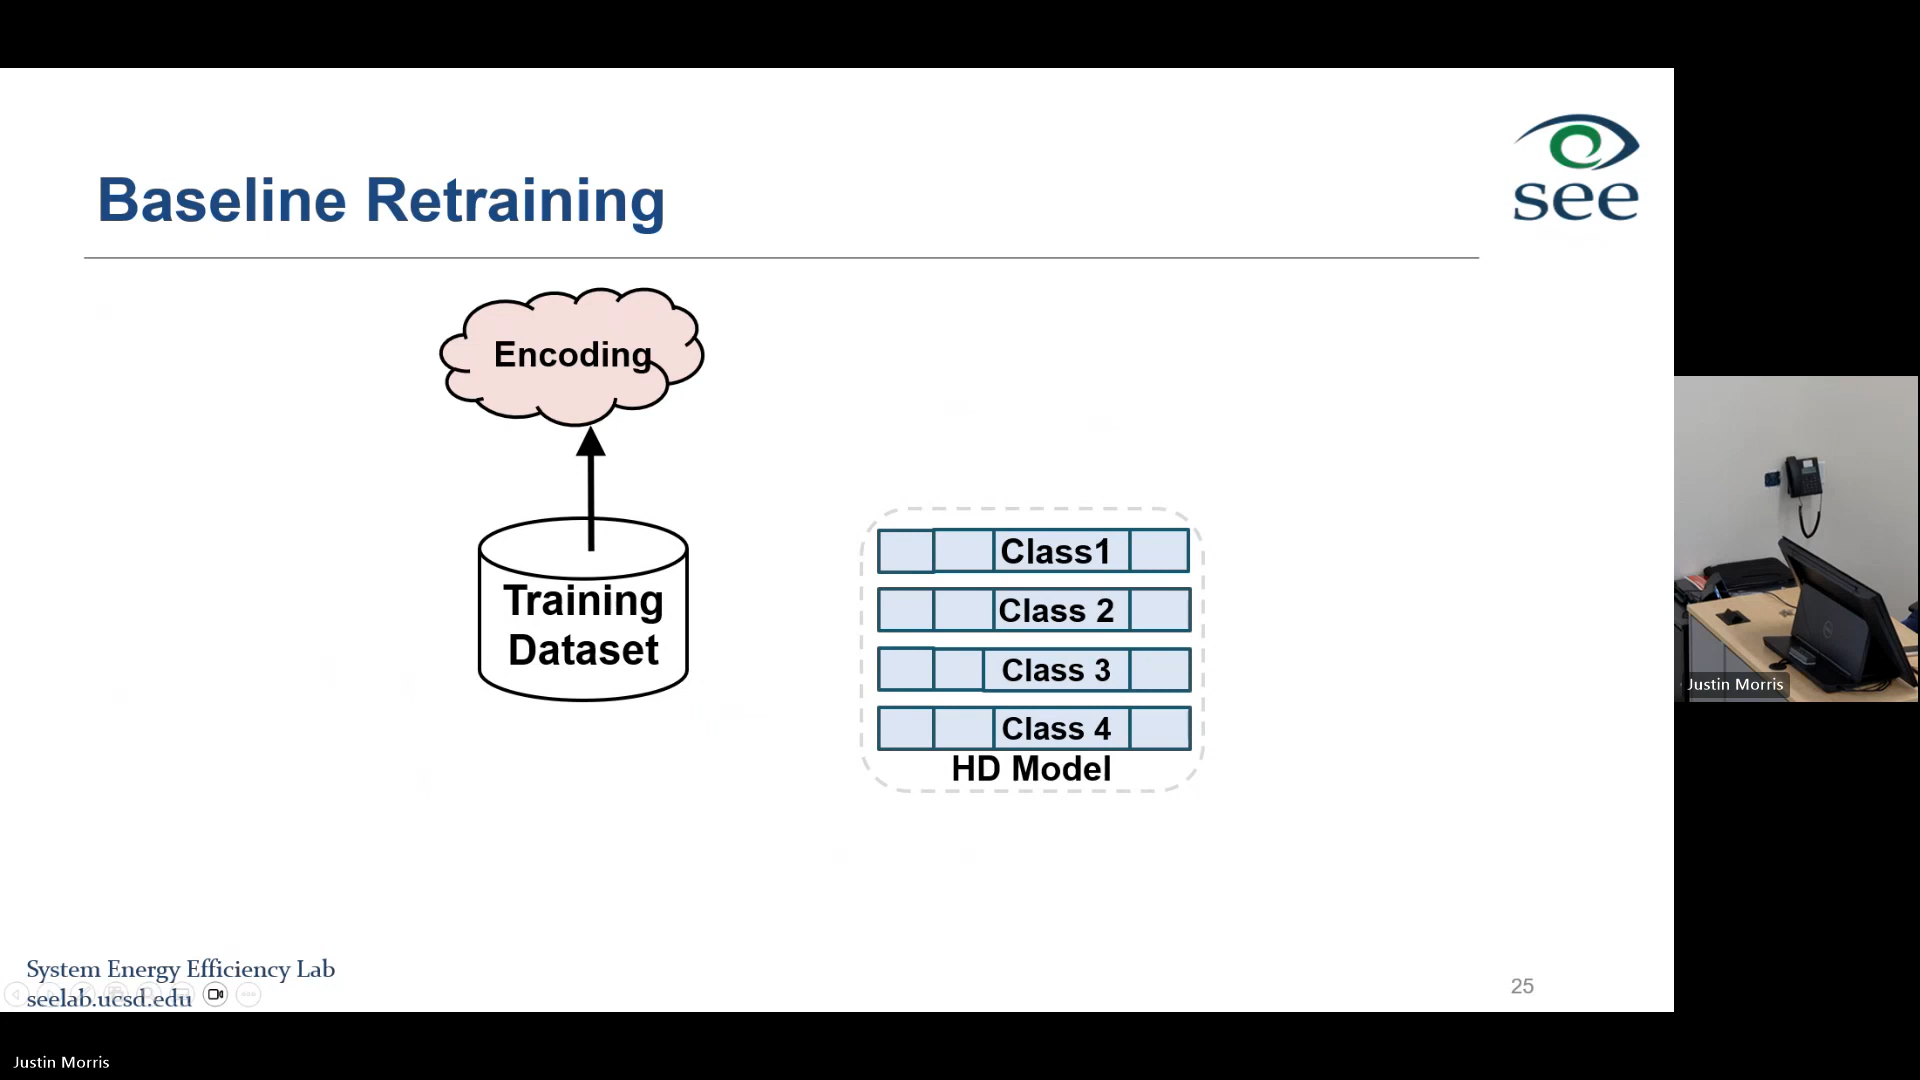 see
Baseline Retraining
Encoding
Training
Dataset
Class1
Class 2
Class 3
Class 4
HD Model
System Energy Efficiency Lab
seelab.ucsd.edu
25
Justin Morris
Justin Morris